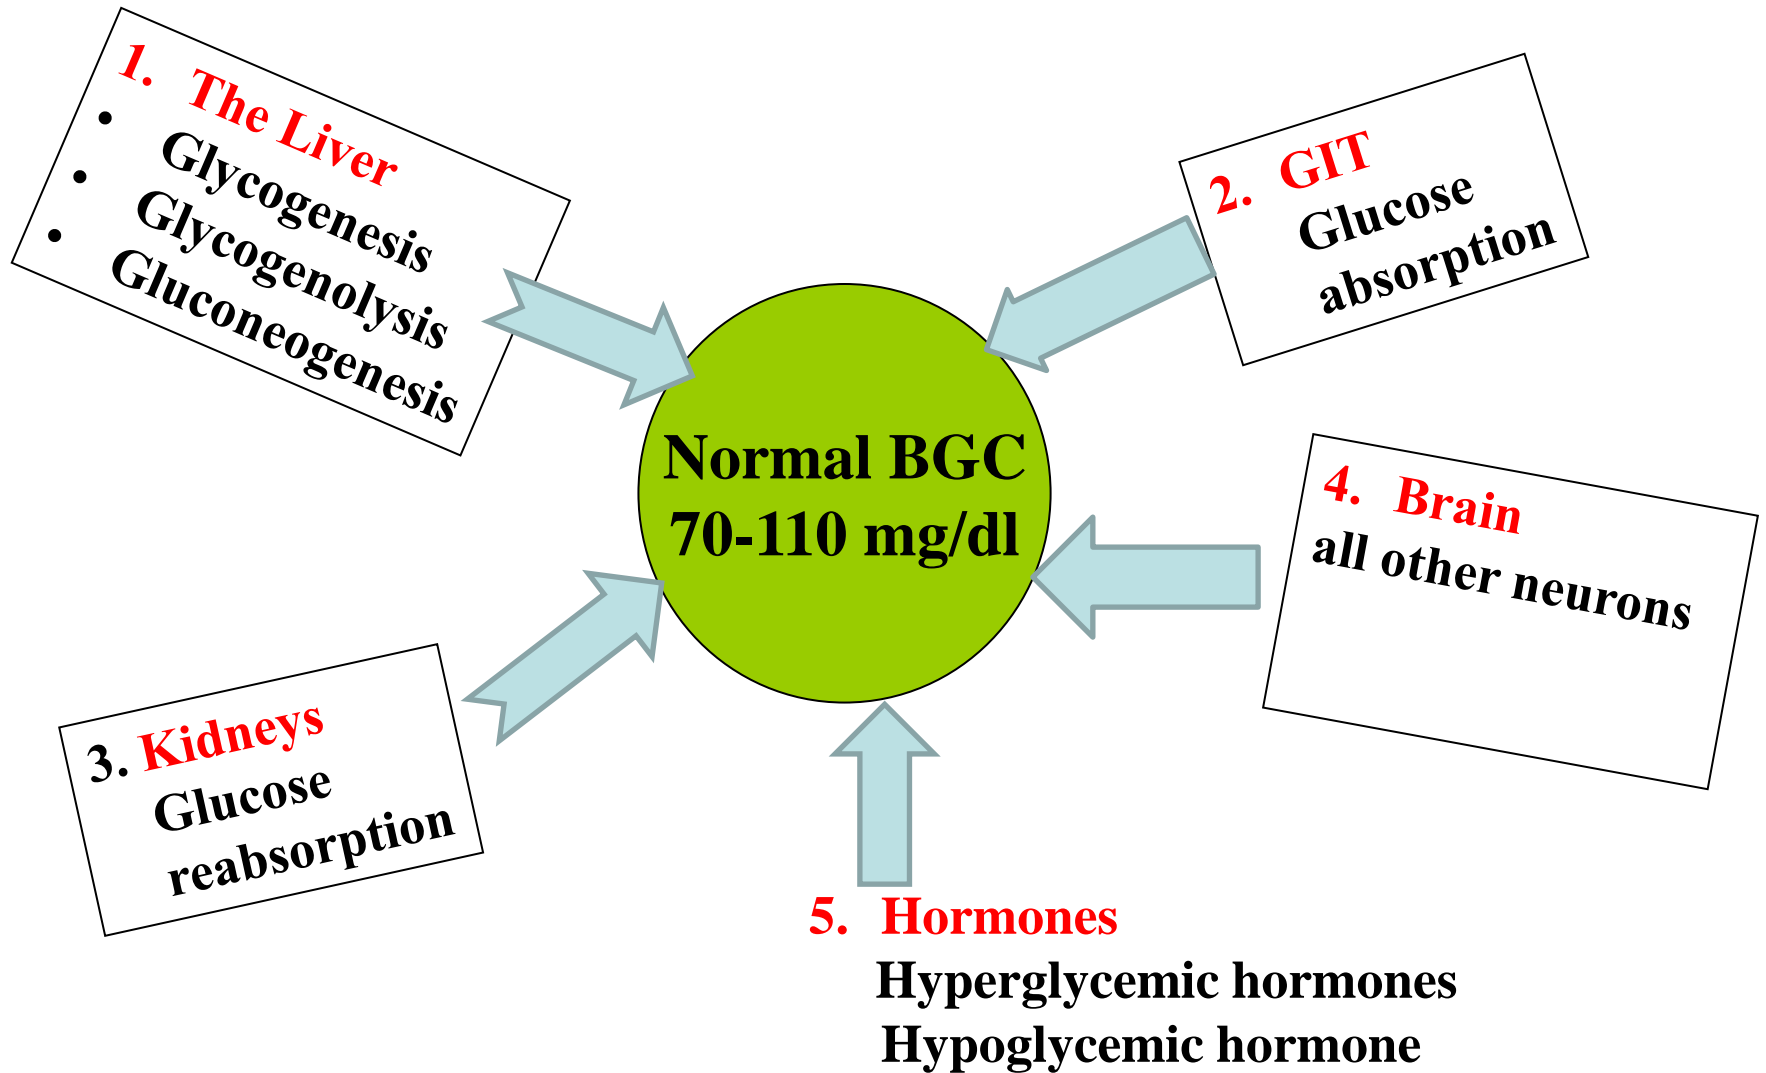 1. The Liver
• Glycogenesis
• Glycogenolysis
• Gluconeogenesis
2. GIT
Glucose
absorption
Normal BGC
70-110 mg/dl
3. Kidneys
Glucose
reabsorption
4. Brain
all other neurons
5. Hormones
Hyperglycemic hormones
Hypoglycemic hormone